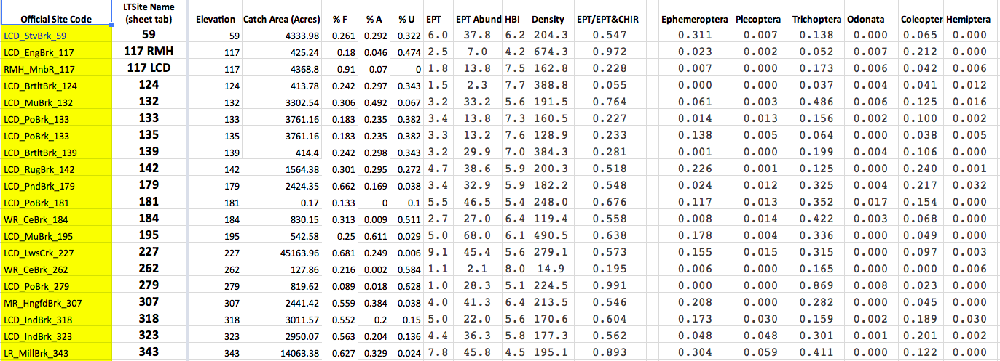 Official Site Code LTSite Name (sheet tab) Elevation Catch Area (Acres) % F % A % U EPT EPT Abund HBI Density EPT/EPT&CHIR Ephemeroptera Plecoptera Trichoptera Odonata Coleopter Hemiptera
LCD_StvBrk_59 59 59 4333.98 0.261 0.292 0.322 6.0 37.8 6.2 204.3 0.547 0.311 0.007 0.138 0.000 0.065 0.000
LCD_EngBrk_117 117 RMH 117 425.24 0.18 0.046 0.474 2.5 7.0 4.2 674.3 0.972 0.023 0.002 0.052 0.007 0.212 0.000
RMH_MnbR_117 117 LCD 117 4368.8 0.91 0.07 0 1.8 13.8 7.5 162.8 0.228 0.007 0.000 0.173 0.006 0.042 0.006
LCD_BrtltBrk_124 124 124 413.78 0.242 0.297 0.343 1.5 2.3 7.7 388.8 0.055 0.000 0.000 0.037 0.004 0.041 0.012
LCD_MuBrk_132 132 132 3302.54 0.306 0.492 0.067 3.2 33.2 5.6 191.5 0.764 0.061 0.003 0.486 0.006 0.125 0.016
LCD_PoBrk_133 133 133 3761.16 0.183 0.235 0.382 3.4 13.8 7.3 160.5 0.227 0.014 0.013 0.156 0.002 0.100 0.002
LCD_PoBrk_133 135 135 3761.16 0.183 0.235 0.382 3.3 13.2 7.6 128.9 0.233 0.138 0.005 0.064 0.000 0.038 0.005
LCD_BrtltBrk_139 139 139 414.4 0.242 0.298 0.343 3.2 29.9 7.0 384.3 0.281 0.001 0.000 0.199 0.004 0.106 0.000
LCD_RugBrk_142 142 142 1564.38 0.301 0.295 0.272 4.7 38.6 5.9 200.3 0.518 0.226 0.001 0.125 0.000 0.240 0.001
LCD_PndBrk_179 179 179 2424.35 0.662 0.169 0.038 3.4 32.9 5.9 182.2 0.548 0.024 0.012 0.325 0.004 0.217 0.032
LCD_PoBrk_181 181 181 0.17 0.133 0 0.1 5.5 46.5 5.4 248.0 0.676 0.117 0.013 0.352 0.017 0.154 0.000
WR_CeBrk_184 184 184 830.15 0.313 0.009 0.511 2.7 27.0 6.4 119.4 0.558 0.008 0.014 0.422 0.003 0.068 0.000
LCD_MuBrk_195 195 195 542.58 0.25 0.611 0.029 5.0 68.0 6.1 490.5 0.638 0.178 0.004 0.336 0.000 0.049 0.000
LCD_LwsCrk_227 227 227 45163.96 0.681 0.249 0.006 9.1 45.4 5.6 279.1 0.573 0.155 0.015 0.315 0.000 0.097 0.003
WR_CeBrk_262 262 262 127.86 0.216 0.002 0.584 1.1 2.1 8.0 14.9 0.195 0.006 0.000 0.165 0.000 0.000 0.006
LCD_PoBrk_279 279 279 819.62 0.089 0.018 0.628 1.0 28.3 5.1 224.5 0.991 0.000 0.000 0.869 0.008 0.023 0.000
MR_HngfdBrk_307 307 307 2441.42 0.559 0.384 0.038 4.0 41.3 6.4 213.5 0.546 0.208 0.000 0.282 0.000 0.045 0.000
LCD_IndBrk_318 318 318 3011.57 0.552 0.2 0.15 5.0 22.0 5.6 170.6 0.604 0.173 0.030 0.159 0.002 0.189 0.030
LCD_IndBrk_323 323 323 2950.07 0.563 0.204 0.136 4.4 36.3 5.8 177.3 0.562 0.048 0.048 0.301 0.001 0.201 0.002
LR_MillBrk_343 343 343 14063.38 0.627 0.329 0.024 7.8 45.8 4.5 195.1 0.893 0.304 0.059 0.411 0.000 0.122 0.000